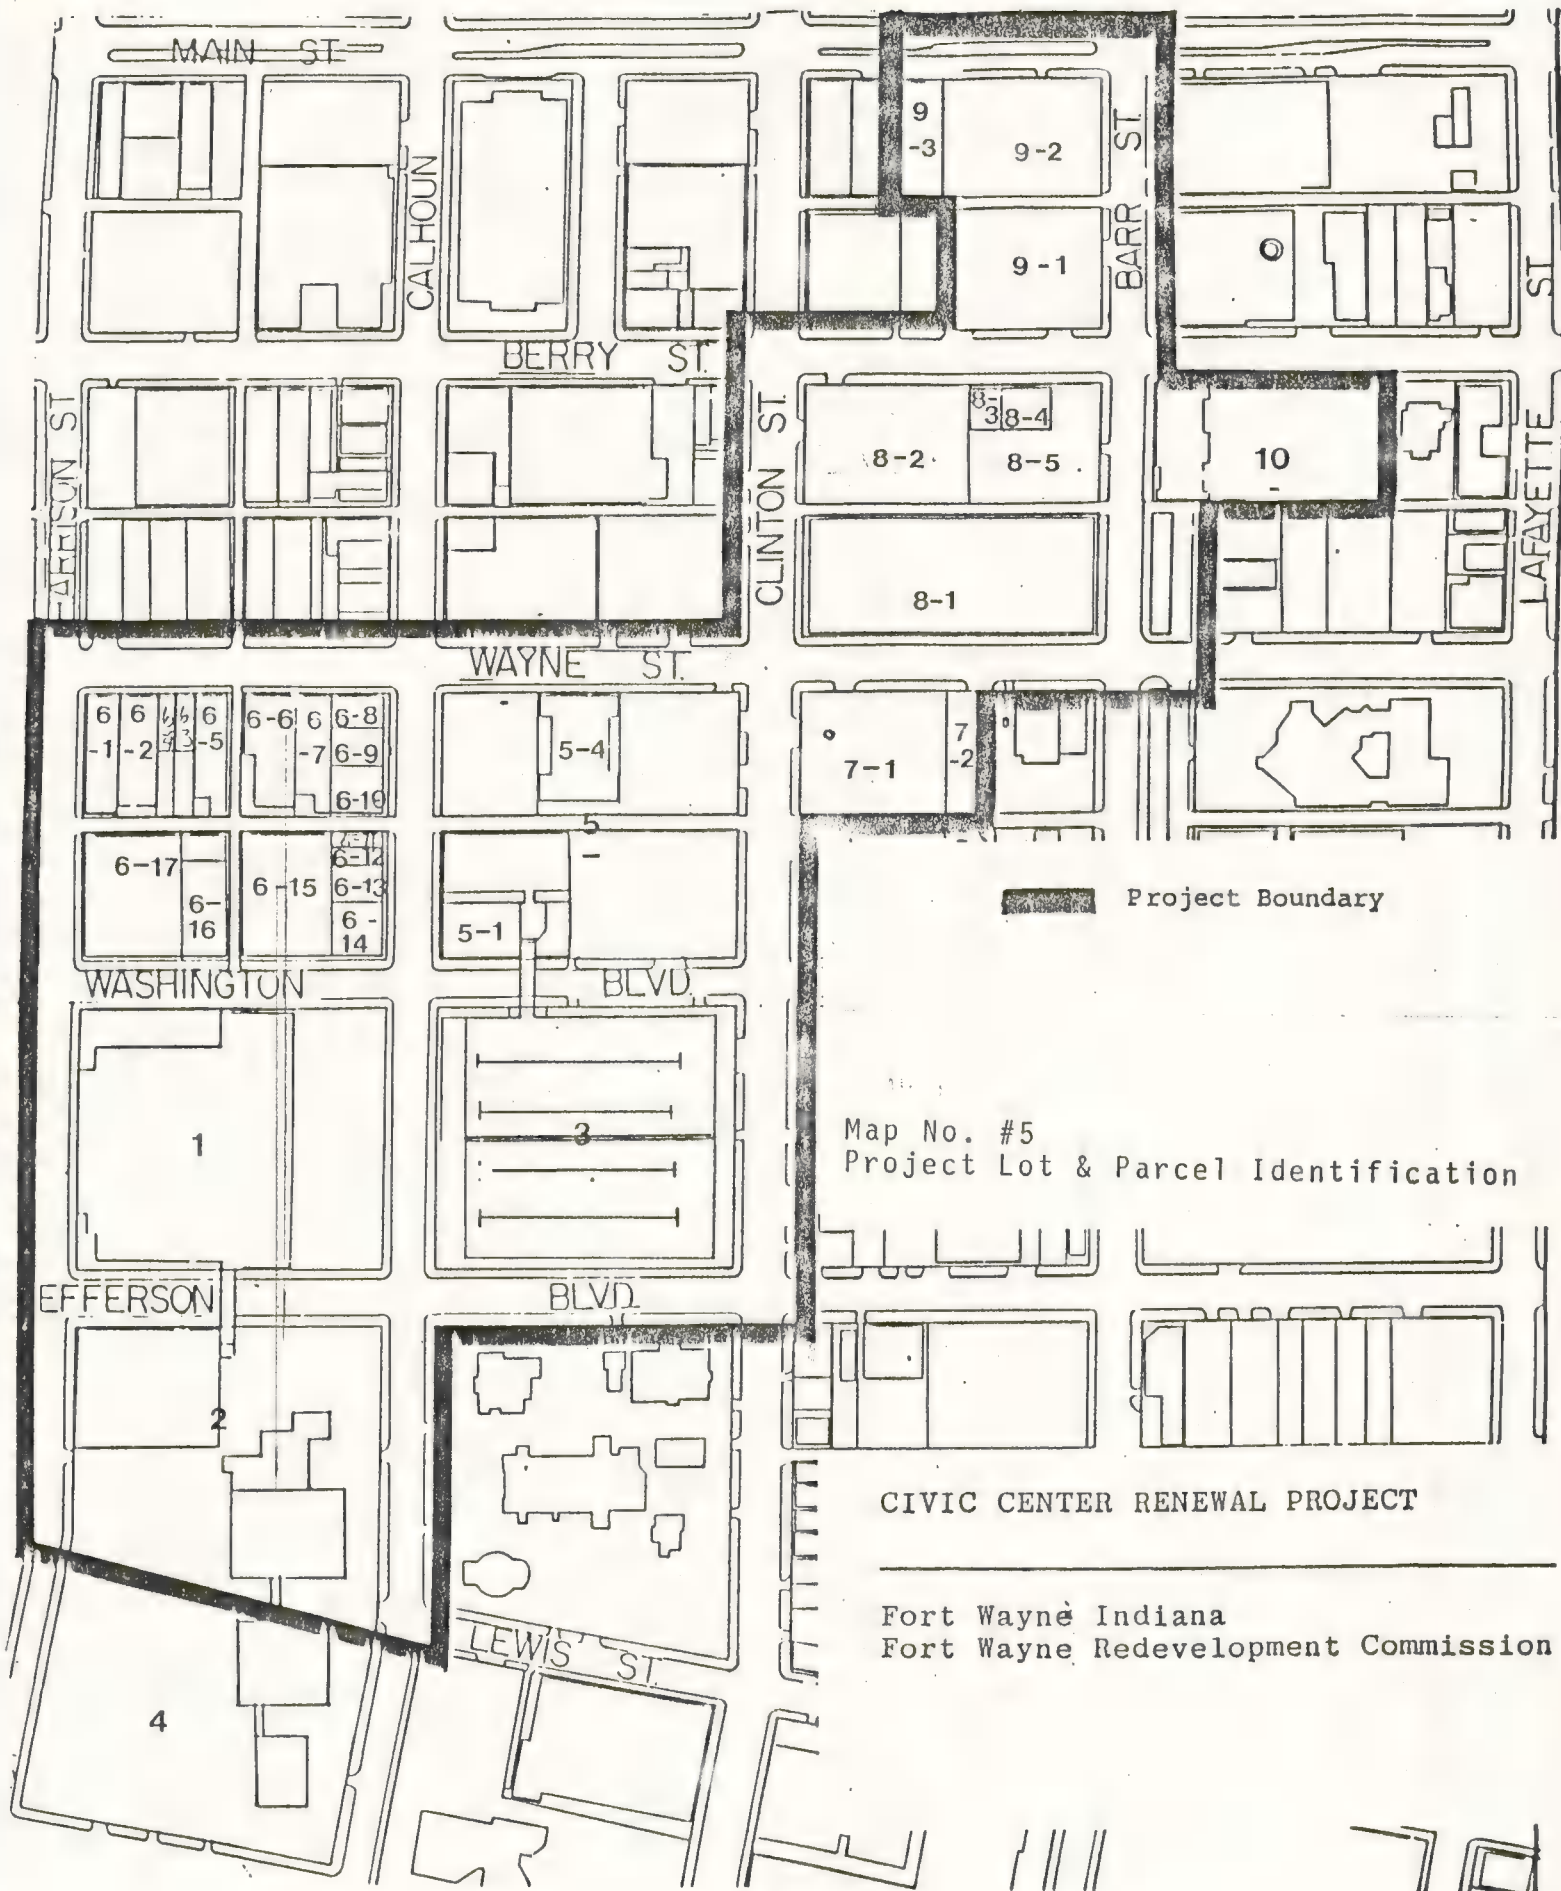 MAIN ST
CALHOUN
BARR ST.
ST
9
-3
9-2
9-1
BERRY ST.
CLINTON ST.
LAFAYETTE
8-2
8-
3
8-4
8-5
10
8-1
WAYNE ST.
6
-1
6
-2
6
-5
6-6
6
-7
6-8
6-9
6-10
5-4
7-1
7
-2
5
-
6-17
6-
16
6-15
6-12
6-13
6-
14
5-1
Project Boundary
WASHINGTON BLVD.
1
3
Map No. #5
Project Lot & Parcel Identification
EFFERSON BLVD.
2
CIVIC CENTER RENEWAL PROJECT
Fort Wayne Indiana
Fort Wayne Redevelopment Commission
LEWIS ST.
4